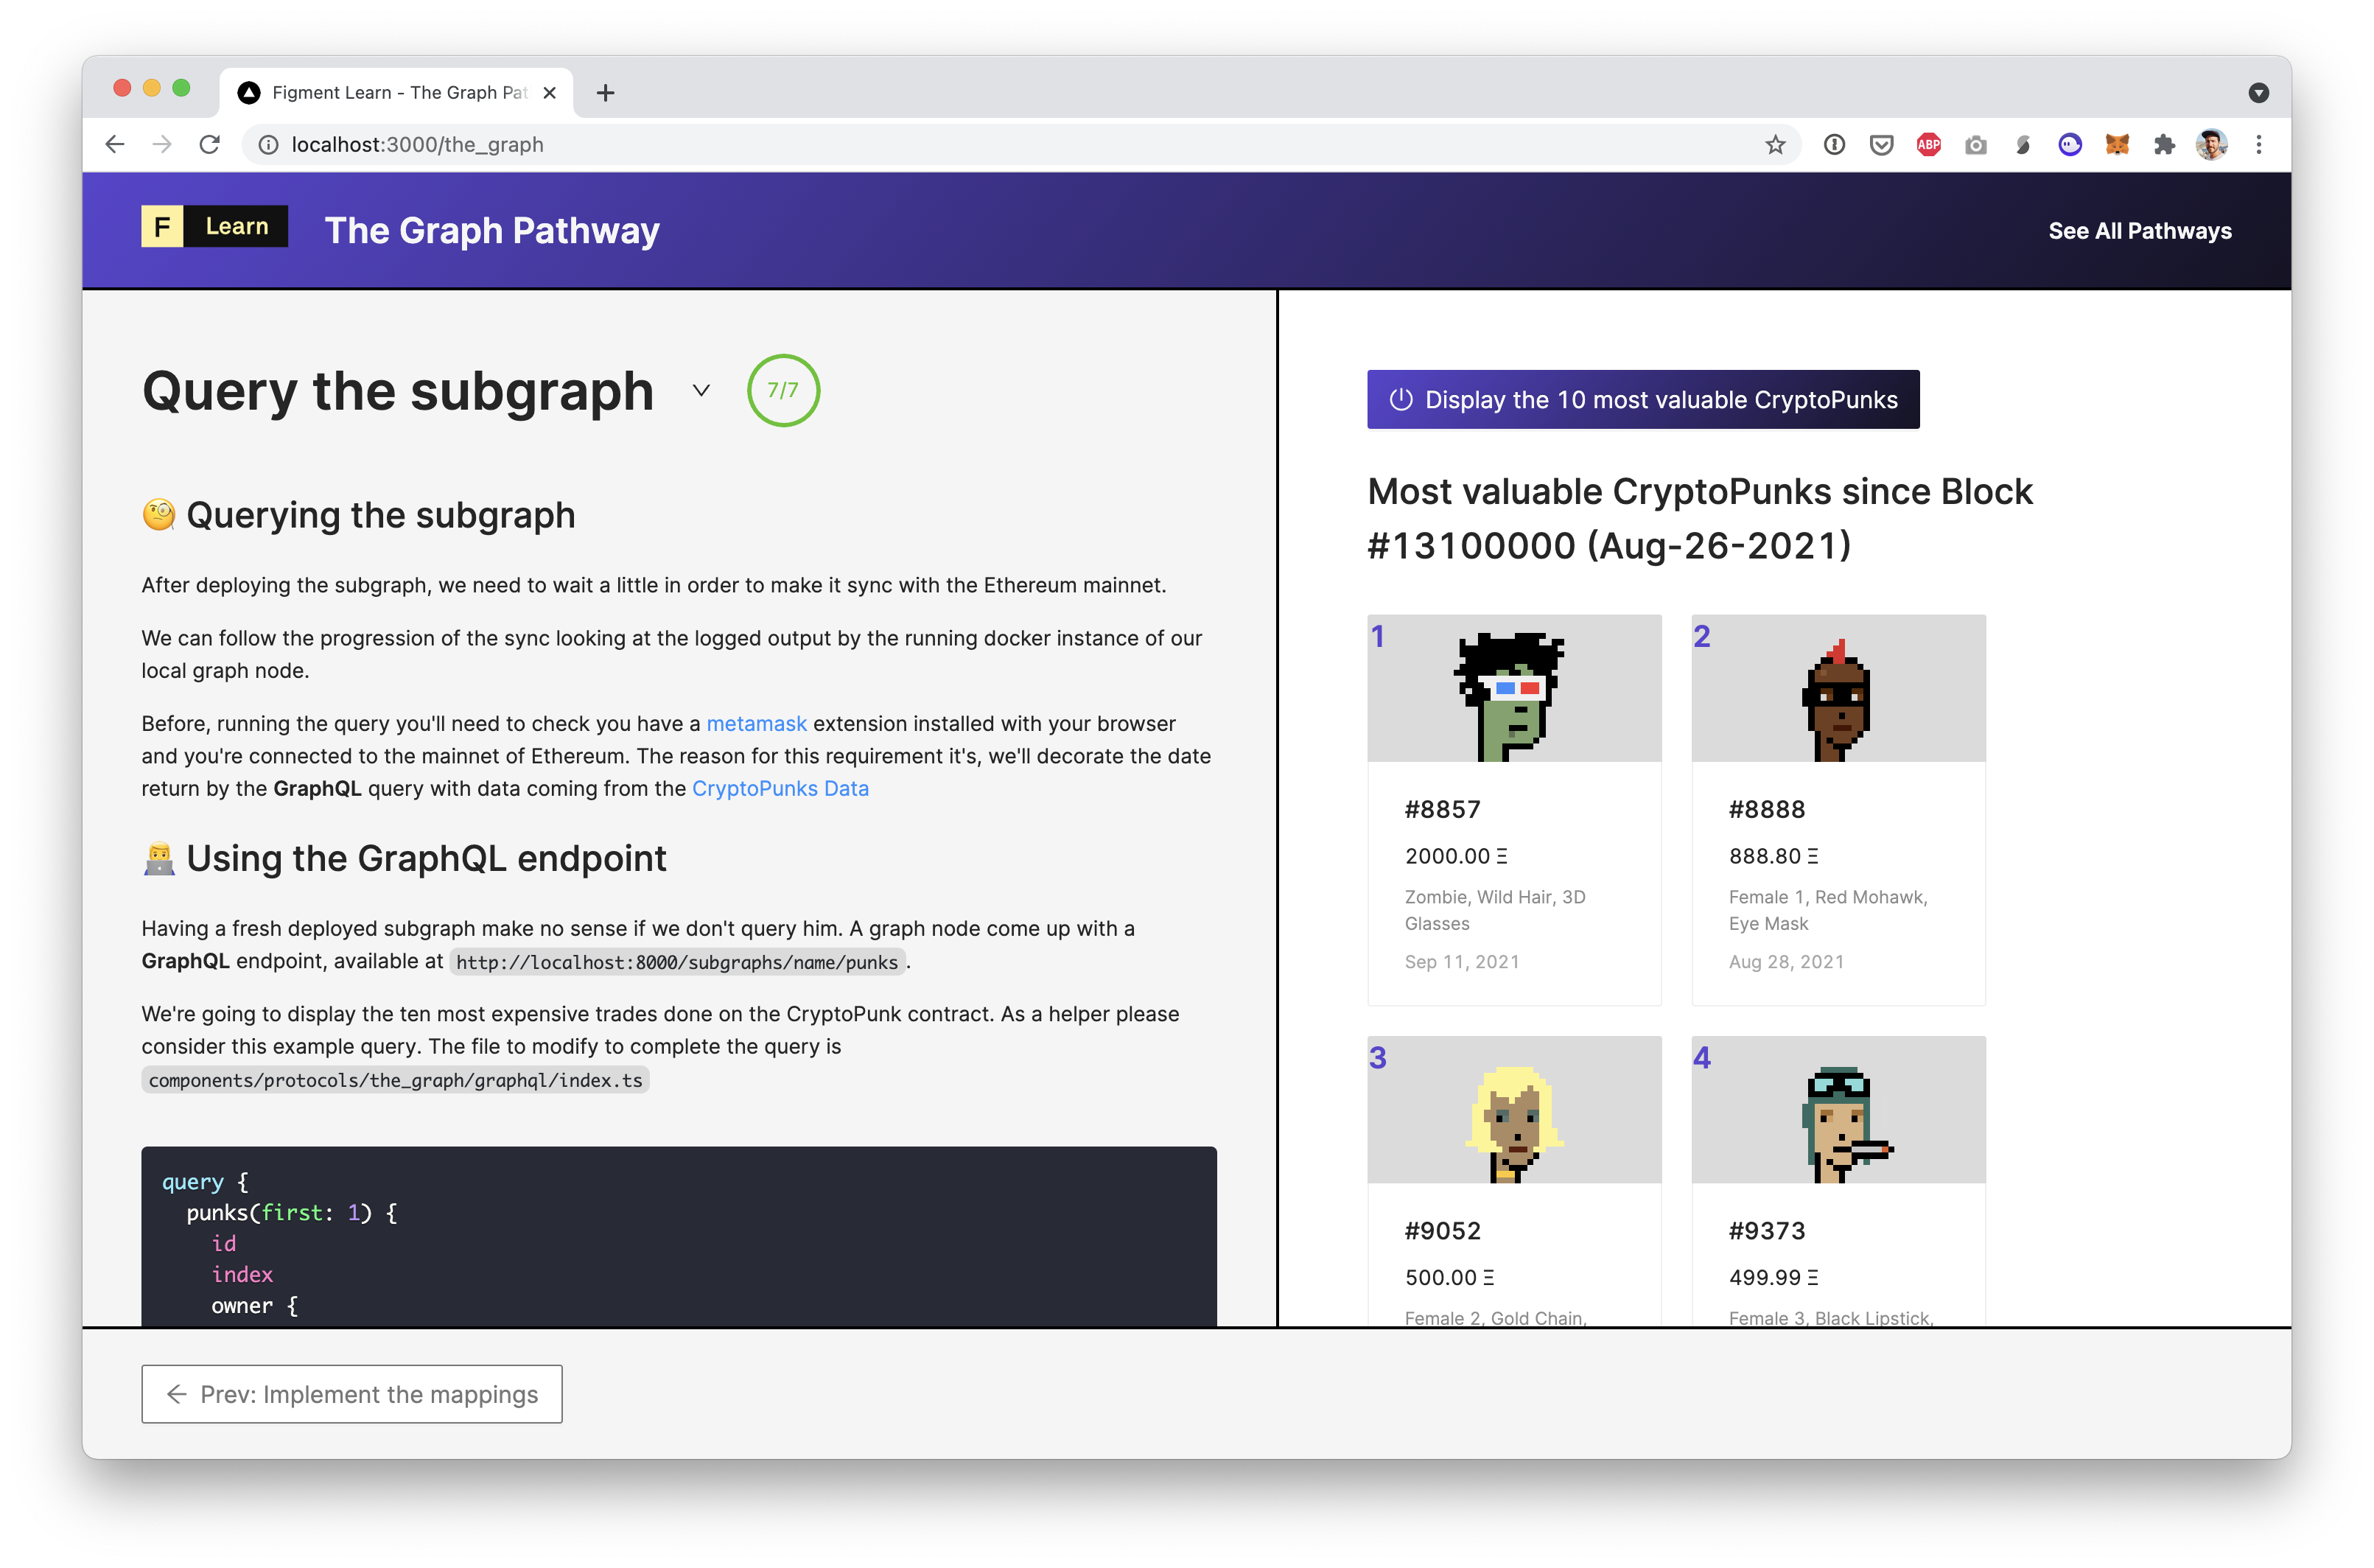 Figment Learn - The Graph Pat
localhost:3000/the_graph
ABP
F Learn
The Graph Pathway
See All Pathways
Query the subgraph
7/7
Querying the subgraph
After deploying the subgraph, we need to wait a little in order to make it sync with the Ethereum mainnet.
We can follow the progression of the sync looking at the logged output by the running docker instance of our
local graph node.
Before, running the query you'll need to check you have a metamask extension installed with your browser
and you're connected to the mainnet of Ethereum. The reason for this requirement it's, we'll decorate the date
return by the GraphQL query with data coming from the CryptoPunks Data
Using the GraphQL endpoint
Having a fresh deployed subgraph make no sense if we don't query him. A graph node come up with a
GraphQL endpoint, available at http://localhost:8000/subgraphs/name/punks.
We're going to display the ten most expensive trades done on the CryptoPunk contract. As a helper please
consider this example query. The file to modify to complete the query is
components/protocols/the_graph/graphql/index.ts
query {
punks(first: 1) {
id
index
owner {
Prev: Implement the mappings
Display the 10 most valuable CryptoPunks
Most valuable CryptoPunks since Block
#13100000 (Aug-26-2021)
1
#8857
2000.00 Ξ
Zombie, Wild Hair, 3D
Glasses
Sep 11, 2021
2
#8888
888.80 Ξ
Female 1, Red Mohawk,
Eye Mask
Aug 28, 2021
3
#9052
500.00 Ξ
Female 2, Gold Chain,
4
#9373
499.99 Ξ
Female 3, Black Lipstick,